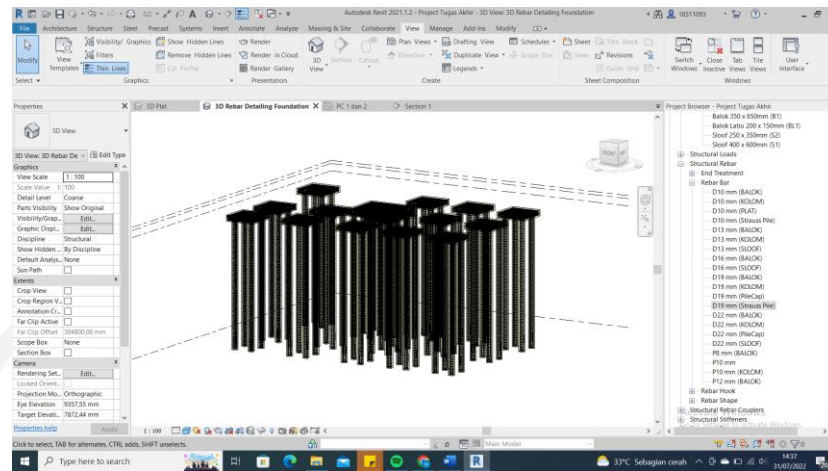 Autodesk Revit 2021.1.2 - Project Tugas Akhir - 3D View: 3D Rebar Detailing Foundation
18511093
File Architecture Structure Steel Precast Systems Insert Annotate Analyze Massing & Site Collaborate View Manage Add-Ins Modify
Modify
View Templates
Visibility/ Graphics
Filters
Thin Lines
Show Hidden Lines
Remove Hidden Lines
Cut Profile
Render
Render in Cloud
Render Gallery
3D View
Section
Callout
Plan Views
Elevation
Drafting View
Duplicate View
Legends
Schedules
Scope Box
Sheet
View
Title Block
Revisions
Guide Grid
Switch Windows
Close Inactive
Tab Views
Tile Views
User Interface
Select
Graphics
Presentation
Create
Sheet Composition
Windows
Properties
3D View
3D View: 3D Rebar De
Edit Type
Graphics
View Scale 1 : 100
Scale Value 1: 100
Detail Level Coarse
Parts Visibility Show Original
Visibility/Grap... Edit...
Graphic Displ... Edit...
Discipline Structural
Show Hidden ... By Discipline
Default Analys... None
Sun Path
Extents
Crop View
Crop Region V...
Annotation Cr...
Far Clip Active
Far Clip Offset 304800,00 mm
Scope Box None
Section Box
Camera
Rendering Set... Edit...
Locked Orient...
Projection Mo... Orthographic
Eye Elevation 9357,55 mm
Target Elevati... 7872,44 mm
Properties help
Apply
3D Plat
3D Rebar Detailing Foundation
PC 1 dan 2
Section 1
FRONT
1 : 100
Project Browser - Project Tugas Akhir
Balok 350 x 650mm (B1)
Balok Latiu 200 x 150mm (BL1)
Sloof 250 x 350mm (S2)
Sloof 400 x 600mm (S1)
Structural Loads
Structural Rebar
End Treatment
Rebar Bar
D10 mm (BALOK)
D10 mm (KOLOM)
D10 mm (PLAT)
D10 mm (Strauss Pile)
D13 mm (BALOK)
D13 mm (KOLOM)
D13 mm (SLOOF)
D16 mm (BALOK)
D16 mm (SLOOF)
D19 mm (BALOK)
D19 mm (KOLOM)
D19 mm (PileCap)
D19 mm (Strauss Pile)
D22 mm (BALOK)
D22 mm (KOLOM)
D22 mm (PileCap)
D22 mm (SLOOF)
P8 mm (BALOK)
P10 mm
P10 mm (KOLOM)
P12 mm (BALOK)
Rebar Hook
Rebar Shape
Structural Rebar Couplers
Structural Stiffeners
Click to select, TAB for alternates, CTRL adds, SHIFT unselects.
Main Model
Type here to search
33°C Sebagian cerah
14:37
31/07/2022